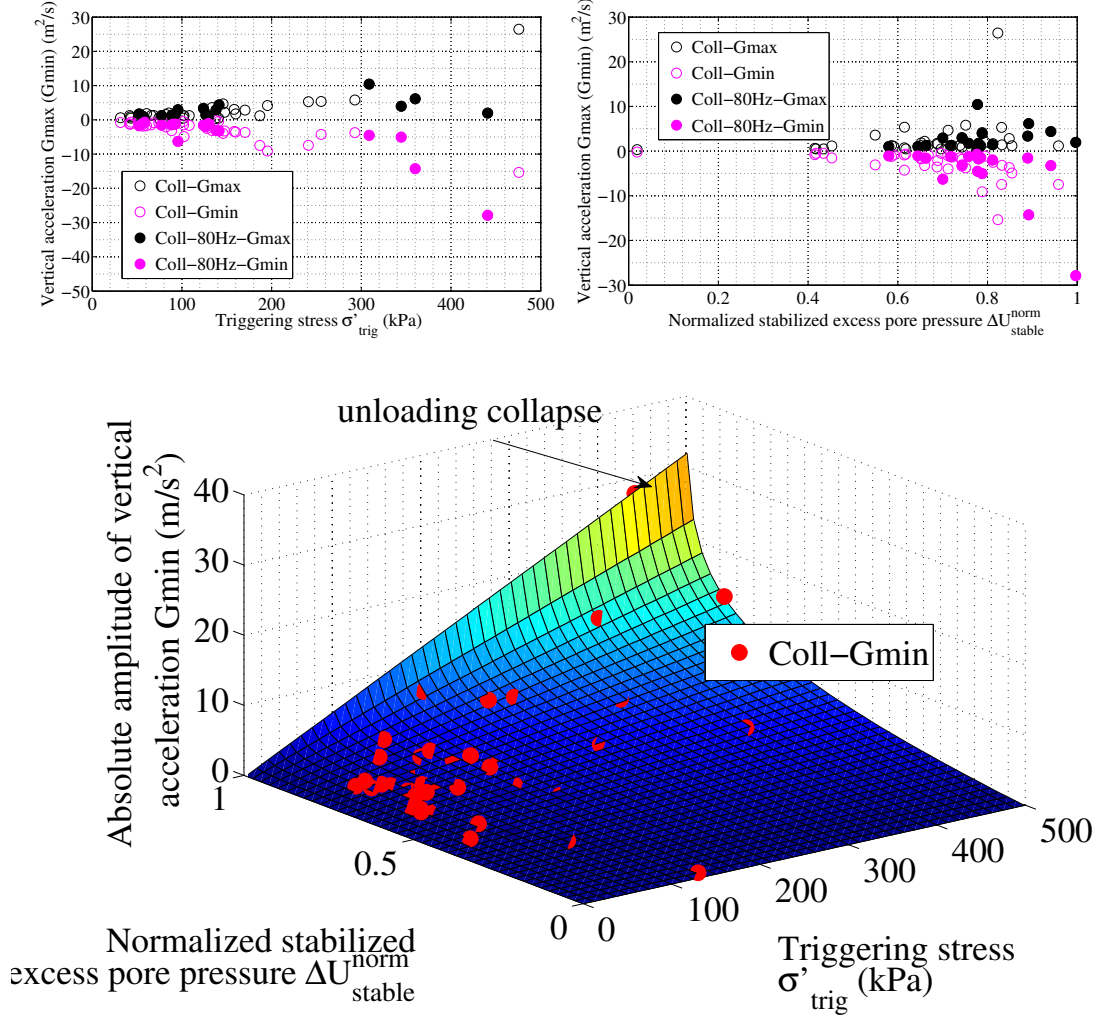 Vertical acceleration Gmax (Gmin) (m²/s)
30
20
10
0
−10
−20
−30
−40
−50
Coll−Gmax
Coll−Gmin
Coll−80Hz−Gmax
Coll−80Hz−Gmin
0 100 200 300 400 500
Triggering stress σ'trig (kPa)
Vertical acceleration Gmax (Gmin) (m²/s)
30
20
10
0
−10
−20
−30
Coll−Gmax
Coll−Gmin
Coll−80Hz−Gmax
Coll−80Hz−Gmin
0 0.2 0.4 0.6 0.8 1
Normalized stabilized excess pore pressure ΔU^norm_stable
unloading collapse
Absolute amplitude of vertical
acceleration Gmin (m/s²)
40
30
20
10
0
Coll−Gmin
1
0.5
0
0
100
200
300
400
500
Normalized stabilized
excess pore pressure ΔU^norm_stable
Triggering stress
σ'trig (kPa)